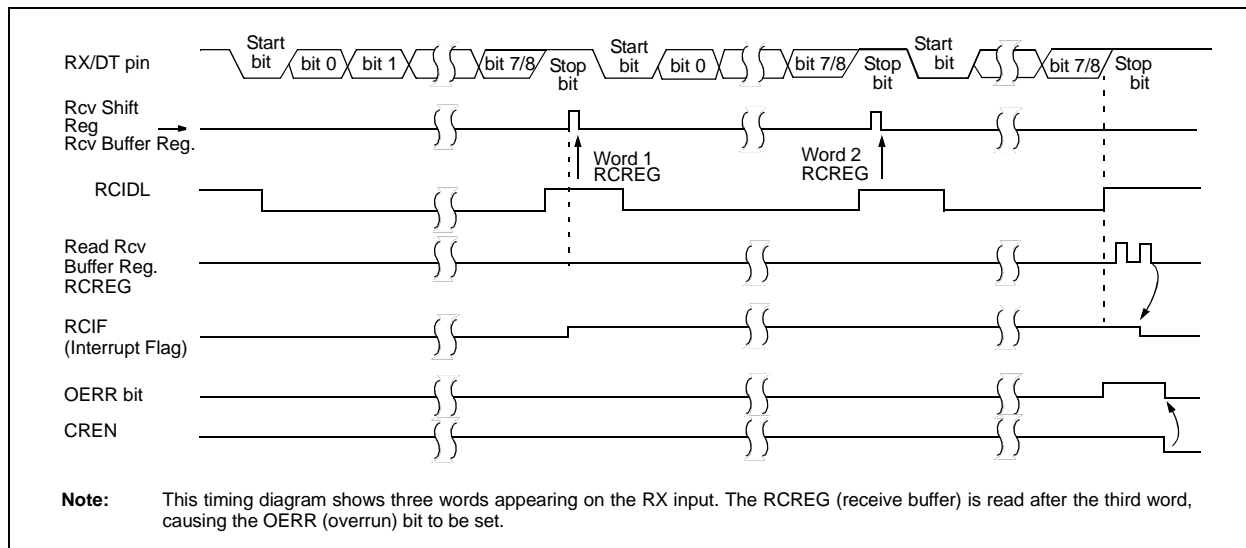 Start
bit
bit 0
bit 1
bit 7/8
Stop
bit
Start
bit
bit 0
bit 7/8
Stop
bit
Start
bit
bit 7/8
Stop
bit
RX/DT pin
Rcv Shift
Reg
Rcv Buffer Reg.
Word 1
RCREG
Word 2
RCREG
RCIDL
Read Rcv
Buffer Reg.
RCREG
RCIF
(Interrupt Flag)
OERR bit
CREN
Note: This timing diagram shows three words appearing on the RX input. The RCREG (receive buffer) is read after the third word,
causing the OERR (overrun) bit to be set.